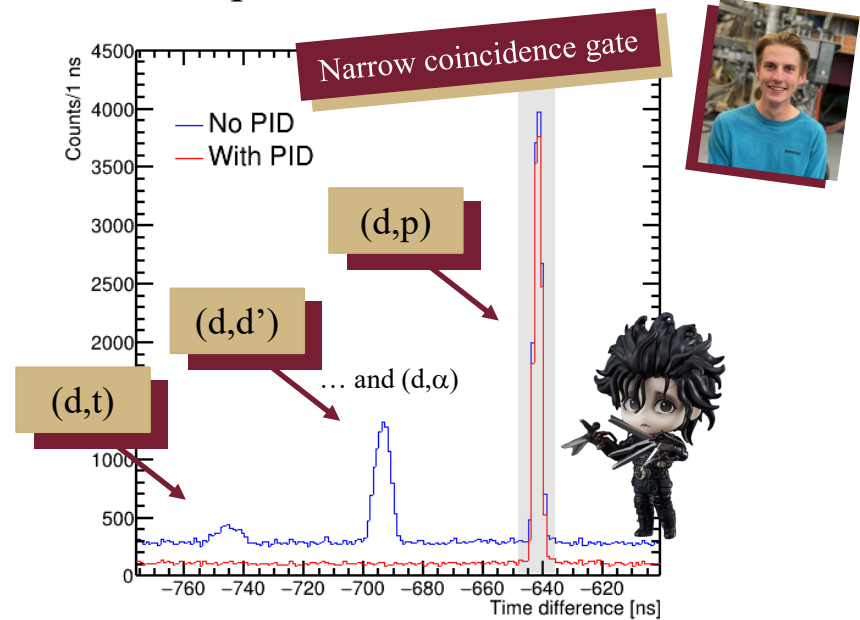 Narrow coincidence gate
Counts/1 ns
4500
4000
3500
3000
2500
2000
1000
500
0
No PID
With PID
(d,p)
(d,d’)
… and (d,α)
(d,t)
−760 −740 −720 −700 −680 −660 −640 −620
Time difference [ns]